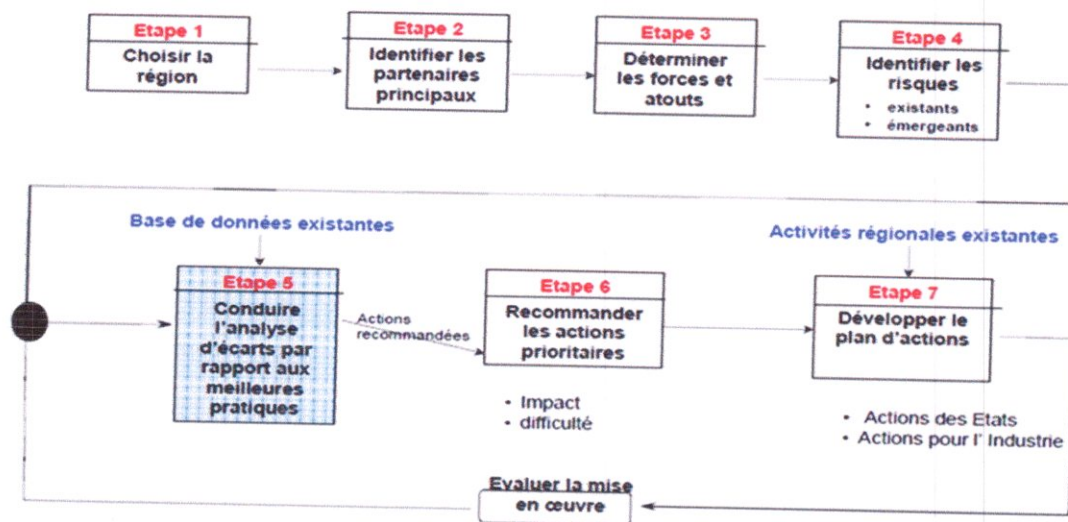 Etape 1
Choisir la
région
Etape 2
Identifier les
partenaires
principaux
Etape 3
Déterminer
les forces et
atouts
Etape 4
Identifier les
risques
• existants
• émergeants
Base de données existantes
Activités régionales existantes
Etape 5
Conduire
l'analyse
d'écarts par
rapport aux
meilleures
pratiques
Actions
recommandées
Etape 6
Recommander
les actions
prioritaires
• Impact
• difficulté
Etape 7
Développer le
plan d'actions
• Actions des Etats
• Actions pour l' Industrie
Evaluer la mise
en œuvre